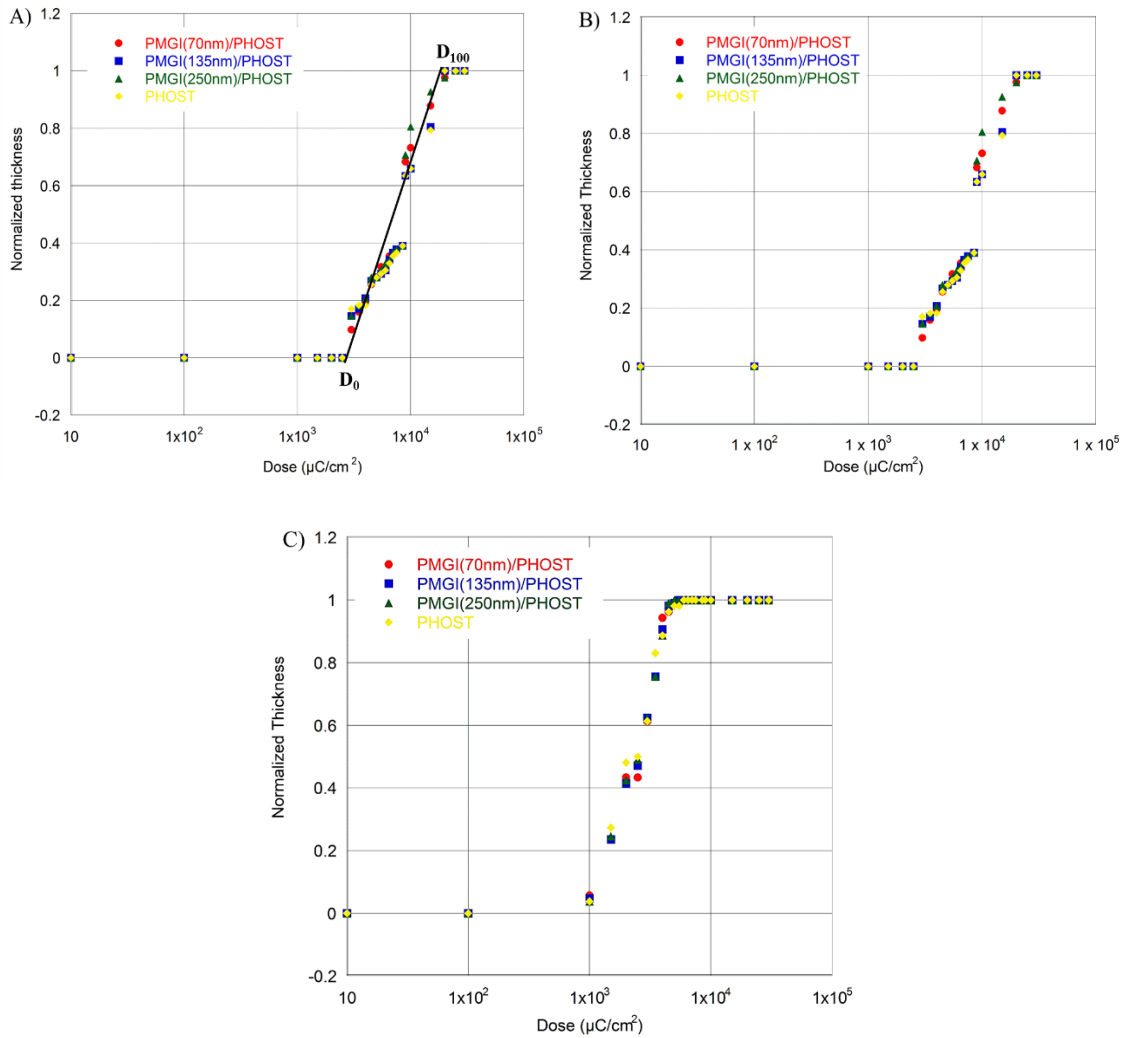 A)
1.2
1
0.8
0.6
0.4
0.2
0
-0.2
Normalized thickness
PMGI(70nm)/PHOST
PMGI(135nm)/PHOST
PMGI(250nm)/PHOST
PHOST
D100
D0
10
1x10²
1x10³
1x10⁴
1x10⁵
Dose (µC/cm²)
B)
1.2
1
0.8
0.6
0.4
0.2
0
-0.2
Normalized Thickness
PMGI(70nm)/PHOST
PMGI(135nm)/PHOST
PMGI(250nm)/PHOST
PHOST
10
1 x 10²
1 x 10³
1 x 10⁴
1 x 10⁵
Dose (µC/cm²)
C)
1.2
1
0.8
0.6
0.4
0.2
0
-0.2
Normalized Thickness
PMGI(70nm)/PHOST
PMGI(135nm)/PHOST
PMGI(250nm)/PHOST
PHOST
10
1x10²
1x10³
1x10⁴
1x10⁵
Dose (µC/cm²)